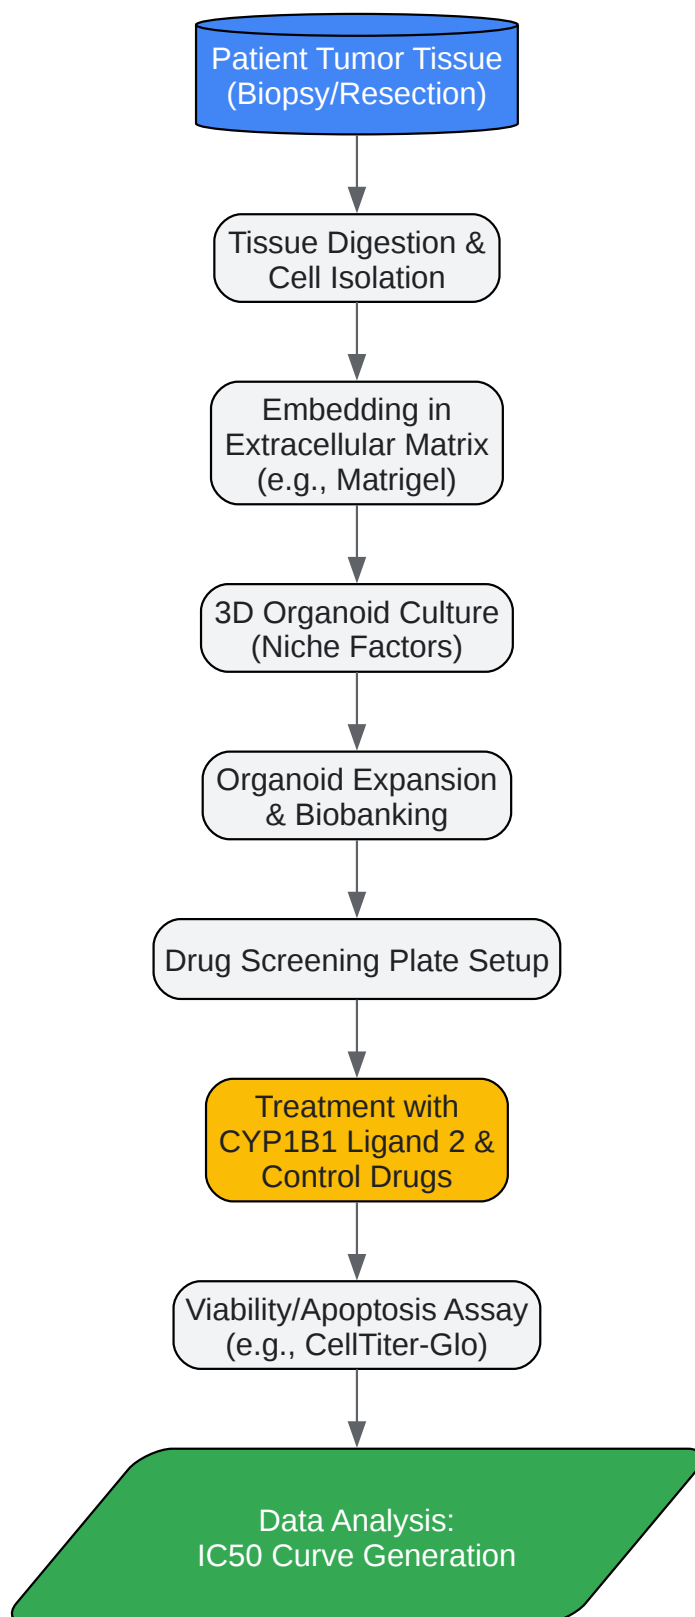 Patient Tumor Tissue
(Biopsy/Resection)
Tissue Digestion &
Cell Isolation
Embedding in
Extracellular Matrix
(e.g., Matrigel)
3D Organoid Culture
(Niche Factors)
Organoid Expansion
& Biobanking
Drug Screening Plate Setup
Treatment with
CYP1B1 Ligand 2 &
Control Drugs
Viability/Apoptosis Assay
(e.g., CellTiter-Glo)
Data Analysis:
IC50 Curve Generation